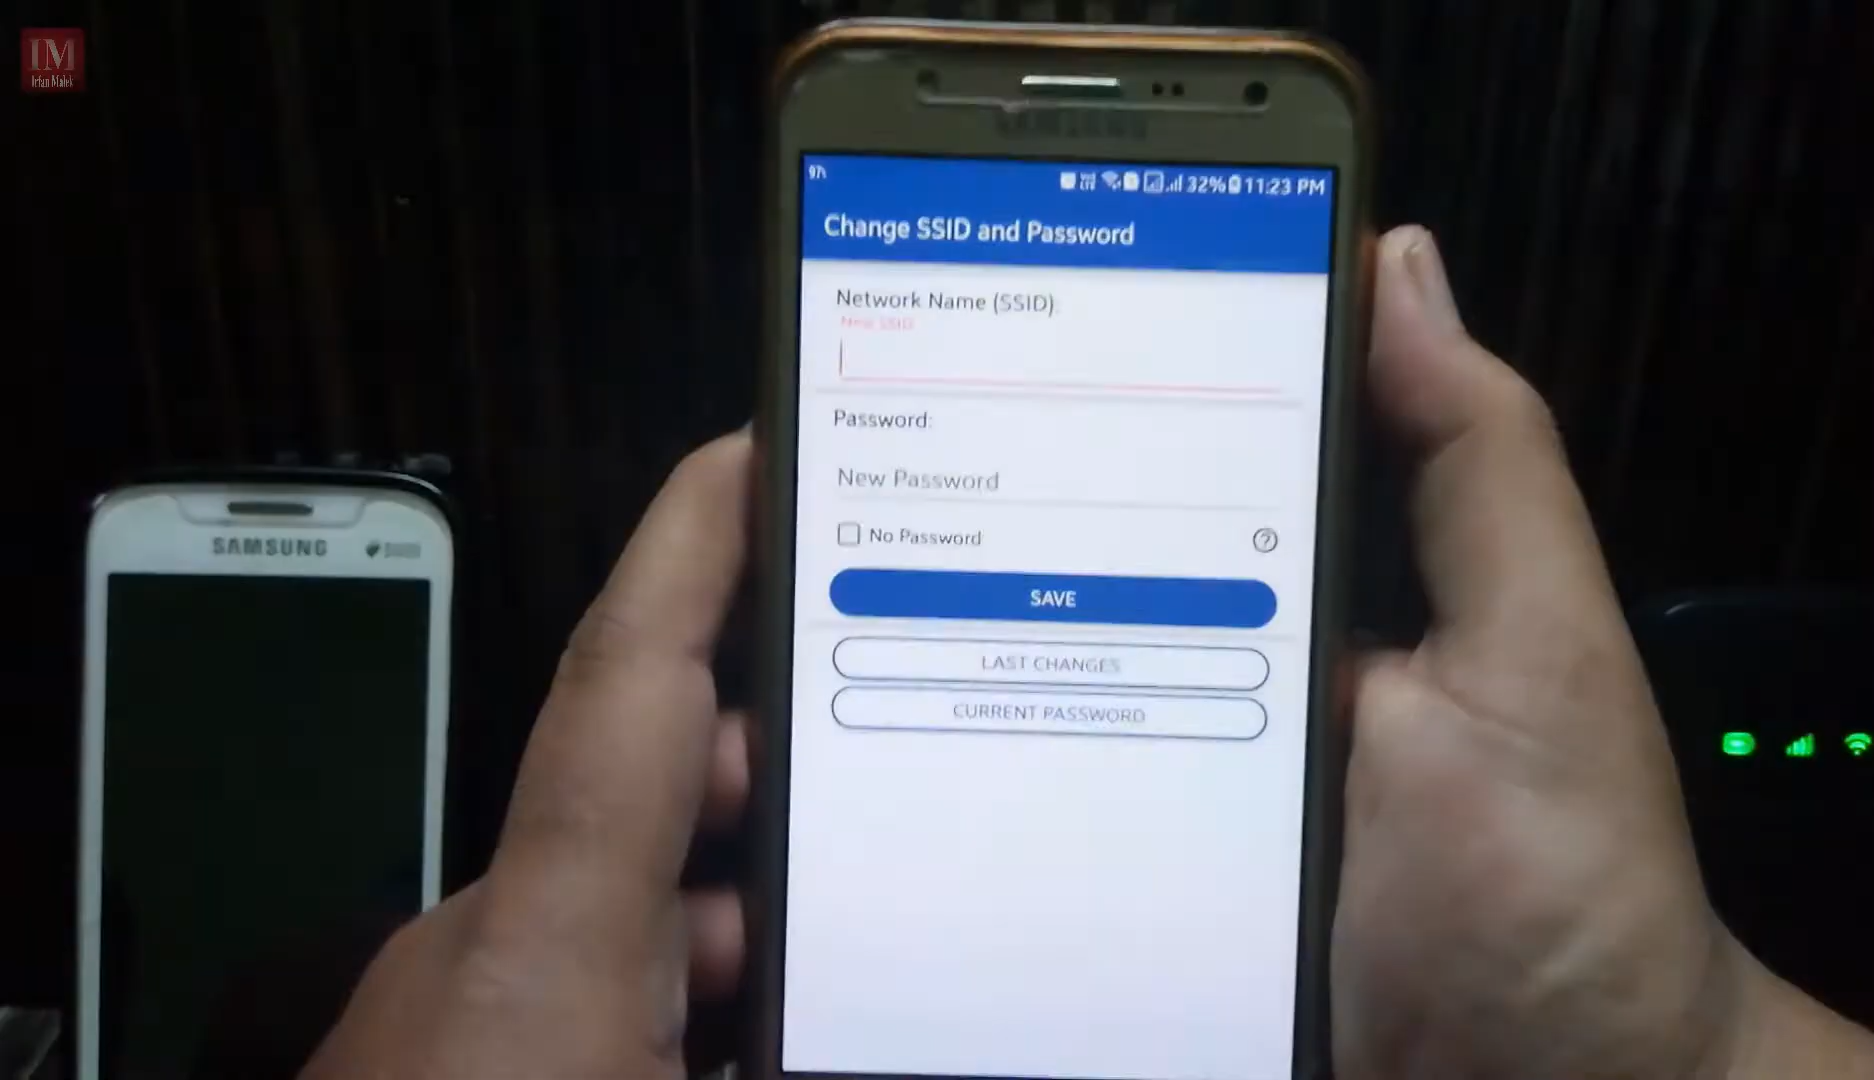 IM
Irfan Malek
SAMSUNG
97%
32% 11:23 PM
Change SSID and Password
Network Name (SSID):
New SSID
Password:
New Password
No Password
?
SAVE
LAST CHANGES
CURRENT PASSWORD
SAMSUNG